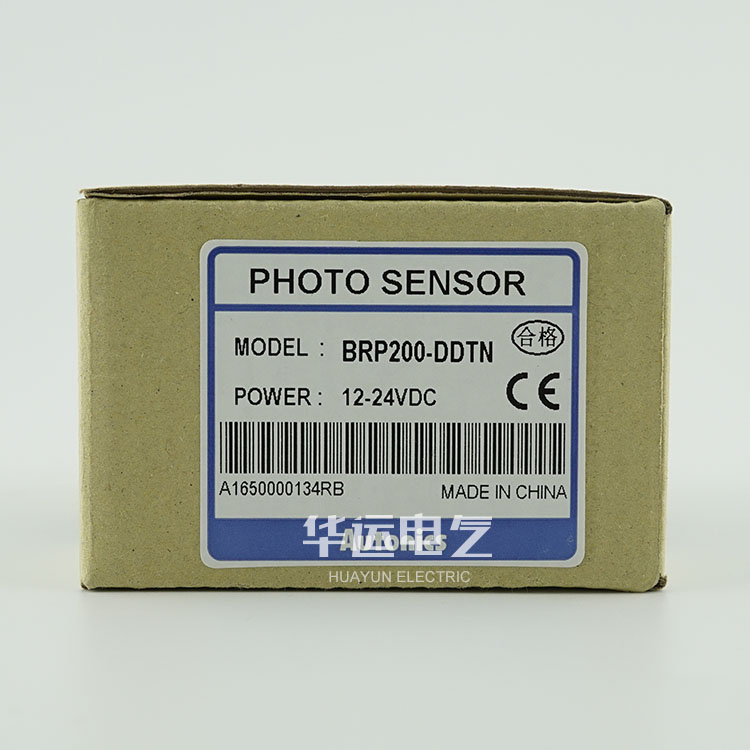 PHOTO SENSOR
MODEL : BRP200-DDTN
合格
POWER : 12-24VDC
CE
A1650000134RB
MADE IN CHINA
华运电气
Autonics
HUAYUN ELECTRIC